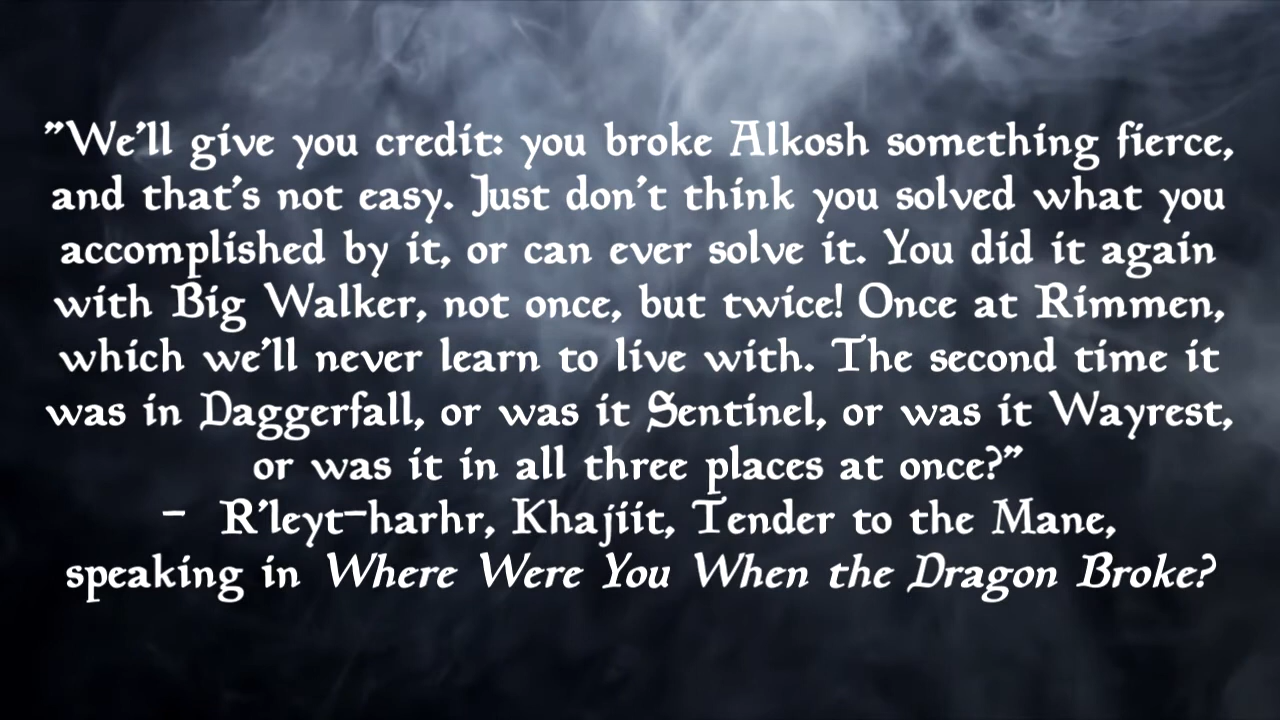 "We'll give you credit: you broke Alkosh something fierce,
and that's not easy. Just don't think you solved what you
accomplished by it, or can ever solve it. You did it again
with Big Walker, not once, but twice! Once at Rimmen,
which we'll never learn to live with. The second time it
was in Daggerfall, or was it Sentinel, or was it Wayrest,
or was it in all three places at once?"
- R'leyt-harhr, Khajiit, Tender to the Mane,
speaking in Where Were You When the Dragon Broke?